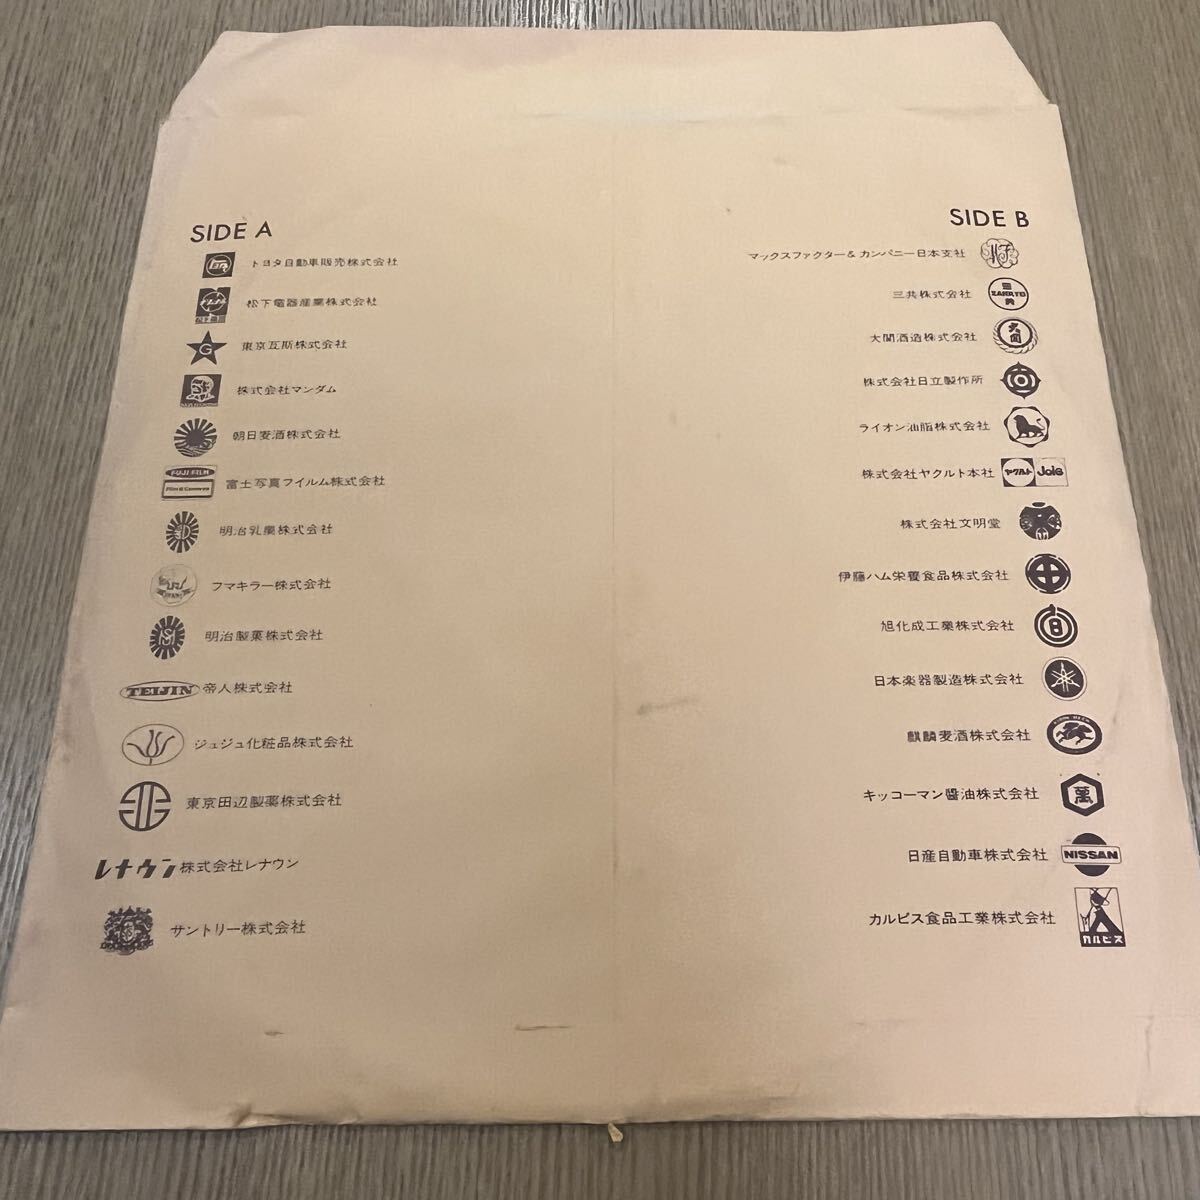 SIDE A
トヨタ自動車販売株式会社
松下電器産業株式会社
G 東京瓦斯株式会社
株式会社マンダム
朝日麦酒株式会社
FUJI FILM
富士写真フイルム株式会社
明治乳業株式会社
フマキラー株式会社
明治製菓株式会社
TEIJIN 帝人株式会社
ジュジュ化粧品株式会社
東京田辺製薬株式会社
レナウン 株式会社レナウン
サントリー株式会社
SIDE B
マックスファクター&カンパニー日本支社
三共株式会社 三 SANKYO 共
大関酒造株式会社 大関
株式会社日立製作所
ライオン油脂株式会社
株式会社ヤクルト本社 ヤクルト Joie
株式会社文明堂
伊藤ハム栄養食品株式会社
旭化成工業株式会社
日本楽器製造株式会社
麒麟麦酒株式会社
キッコーマン醤油株式会社 萬
日産自動車株式会社 NISSAN
カルピス食品工業株式会社
カルピス